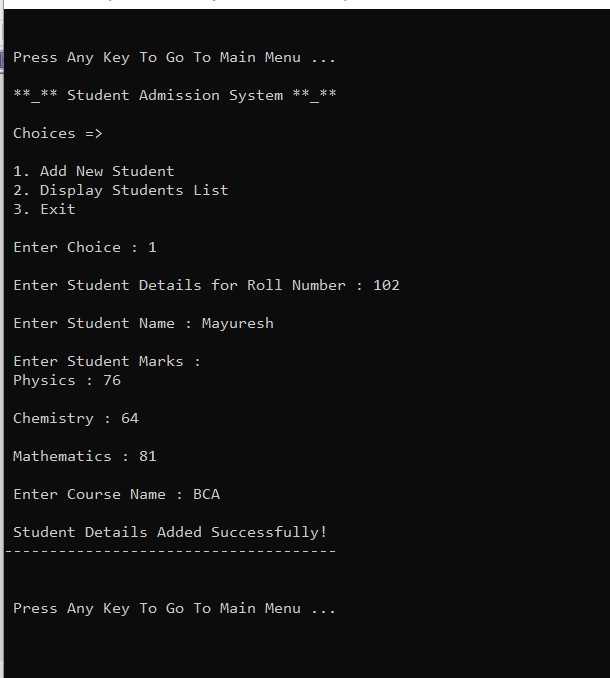 Press Any Key To Go To Main Menu ...
**_** Student Admission System **_**
Choices =>
1. Add New Student
2. Display Students List
3. Exit
Enter Choice : 1
Enter Student Details for Roll Number : 102
Enter Student Name : Mayuresh
Enter Student Marks :
Physics : 76
Chemistry : 64
Mathematics : 81
Enter Course Name : BCA
Student Details Added Successfully!
-------------------------------------
Press Any Key To Go To Main Menu ...